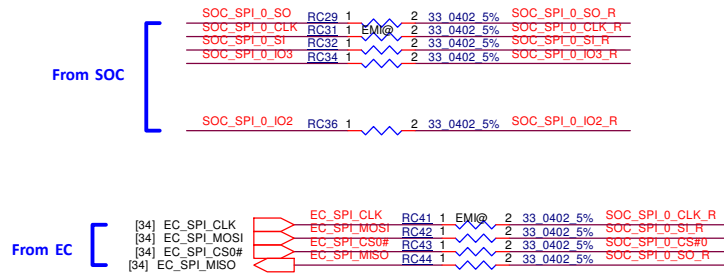 SOC_SPI_0_SO RC29 1 2 33_0402_5% SOC_SPI_0_SO_R
SOC_SPI_0_CLK RC31 1 EMI@ 2 33_0402_5% SOC_SPI_0_CLK_R
SOC_SPI_0_SI RC32 1 2 33_0402_5% SOC_SPI_0_SI_R
SOC_SPI_0_IO3 RC34 1 2 33_0402_5% SOC_SPI_0_IO3_R
From SOC
SOC_SPI_0_IO2 RC36 1 2 33_0402_5% SOC_SPI_0_IO2_R
[34] EC_SPI_CLK EC_SPI_CLK RC41 1 EMI@ 2 33_0402_5% SOC_SPI_0_CLK_R
[34] EC_SPI_MOSI EC_SPI_MOSI RC42 1 2 33_0402_5% SOC_SPI_0_SI_R
From EC
[34] EC_SPI_CS0# EC_SPI_CS0# RC43 1 2 33_0402_5% SOC_SPI_0_CS#0
[34] EC_SPI_MISO EC_SPI_MISO RC44 1 2 33_0402_5% SOC_SPI_0_SO_R